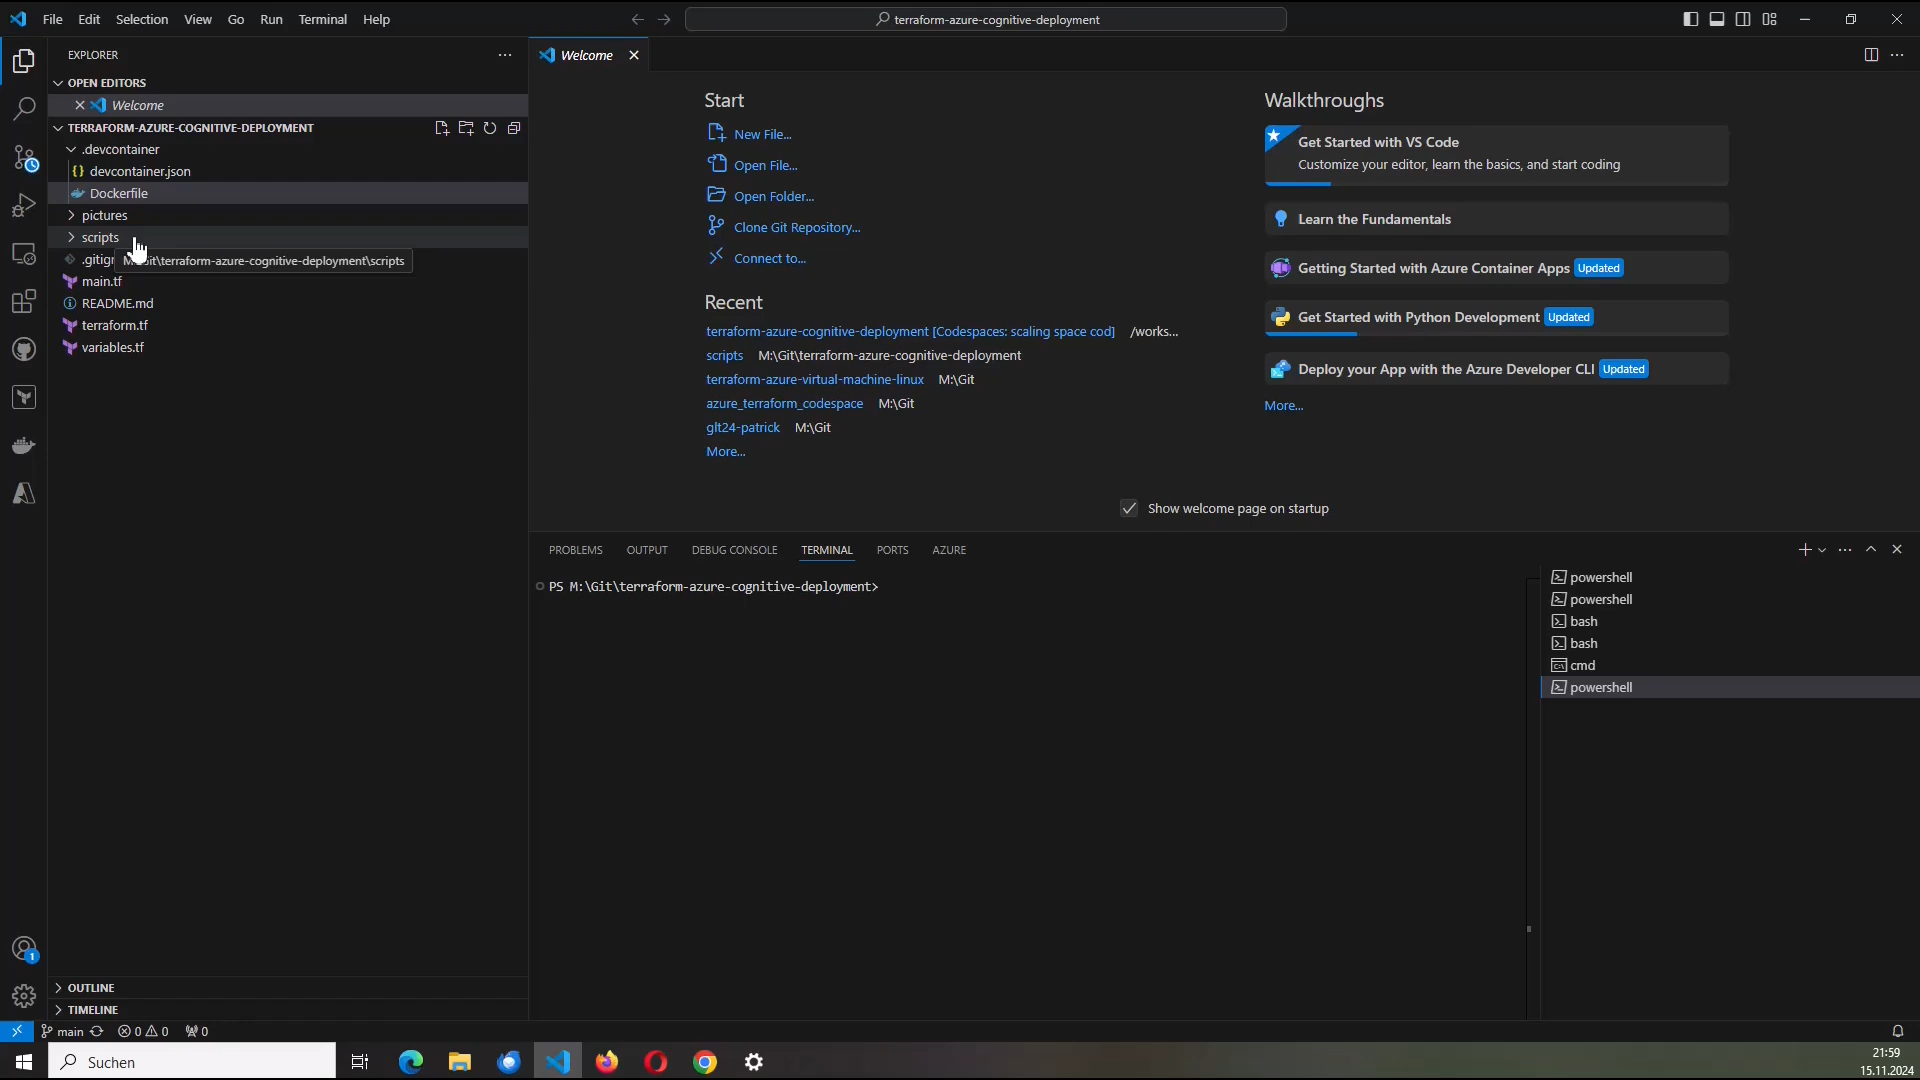 File Edit Selection View Go Run Terminal Help
terraform-azure-cognitive-deployment
EXPLORER
OPEN EDITORS
Welcome
TERRAFORM-AZURE-COGNITIVE-DEPLOYMENT
.devcontainer
devcontainer.json
Dockerfile
pictures
scripts
.gitign
M:\Git\terraform-azure-cognitive-deployment\scripts
main.tf
README.md
terraform.tf
variables.tf
OUTLINE
TIMELINE
Welcome
Start
New File...
Open File...
Open Folder...
Clone Git Repository...
Connect to...
Recent
terraform-azure-cognitive-deployment [Codespaces: scaling space cod] /works...
scripts M:\Git\terraform-azure-cognitive-deployment
terraform-azure-virtual-machine-linux M:\Git
azure_terraform_codespace M:\Git
glt24-patrick M:\Git
More...
Walkthroughs
Get Started with VS Code
Customize your editor, learn the basics, and start coding
Learn the Fundamentals
Getting Started with Azure Container Apps Updated
Get Started with Python Development Updated
Deploy your App with the Azure Developer CLI Updated
More...
Show welcome page on startup
PROBLEMS OUTPUT DEBUG CONSOLE TERMINAL PORTS AZURE
PS M:\Git\terraform-azure-cognitive-deployment>
powershell
powershell
bash
bash
cmd
powershell
1
main 0 0 0
Suchen
21:59
15.11.2024